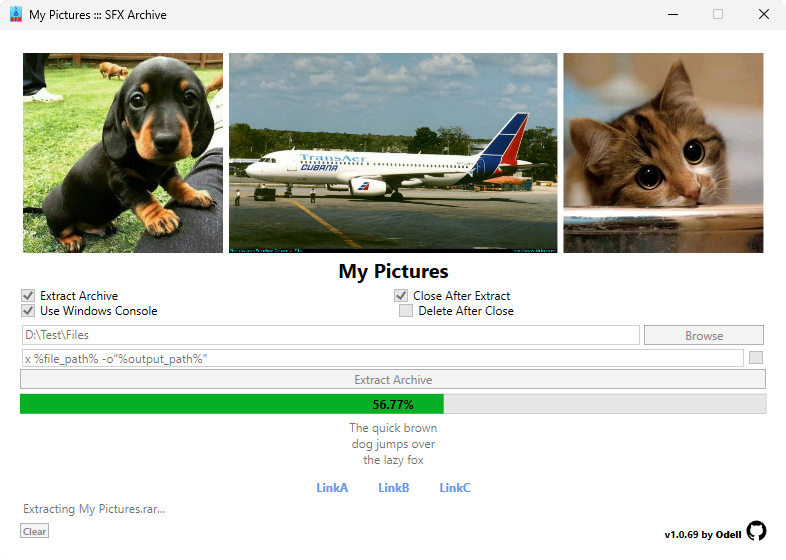 My Pictures ::: SFX Archive
TransAer
CUBANA
My Pictures
Extract Archive
Close After Extract
Use Windows Console
Delete After Close
D:\Test\Files
Browse
x %file_path% -o"%output_path%"
Extract Archive
56.77%
The quick brown
dog jumps over
the lazy fox
LinkA LinkB LinkC
Extracting My Pictures.rar...
Clear
v1.0.69 by Odell